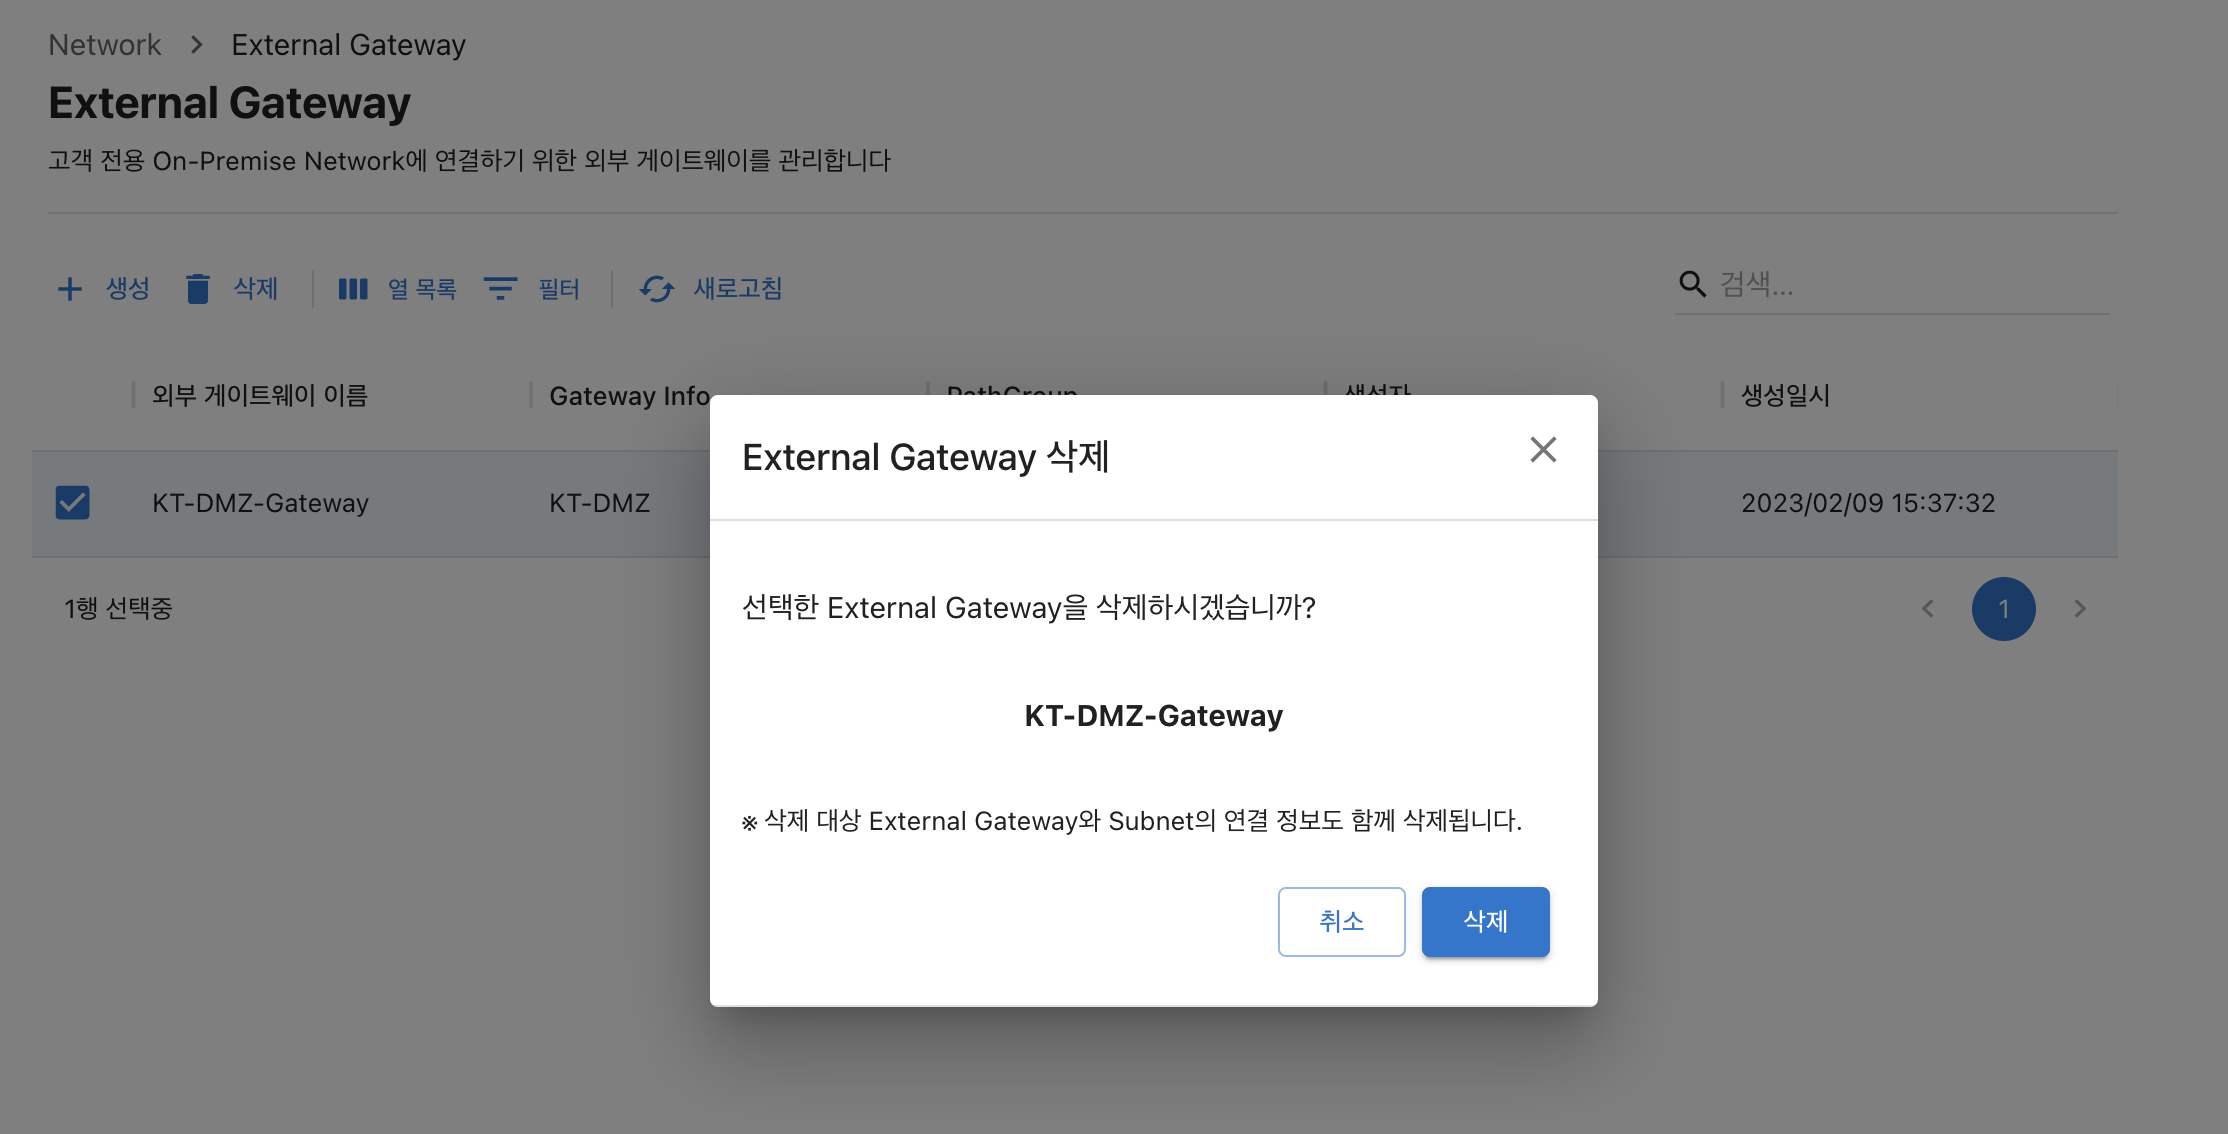 Network > External Gateway
External Gateway
고객 전용 On-Premise Network에 연결하기 위한 외부 게이트웨이를 관리합니다
생성 삭제 열 목록 필터 새로고침 검색...
외부 게이트웨이 이름 Gateway Info PathGroup 생성자 생성일시
KT-DMZ-Gateway KT-DMZ 2023/02/09 15:37:32
1행 선택중 1
External Gateway 삭제
선택한 External Gateway을 삭제하시겠습니까?
KT-DMZ-Gateway
※ 삭제 대상 External Gateway와 Subnet의 연결 정보도 함께 삭제됩니다.
취소 삭제